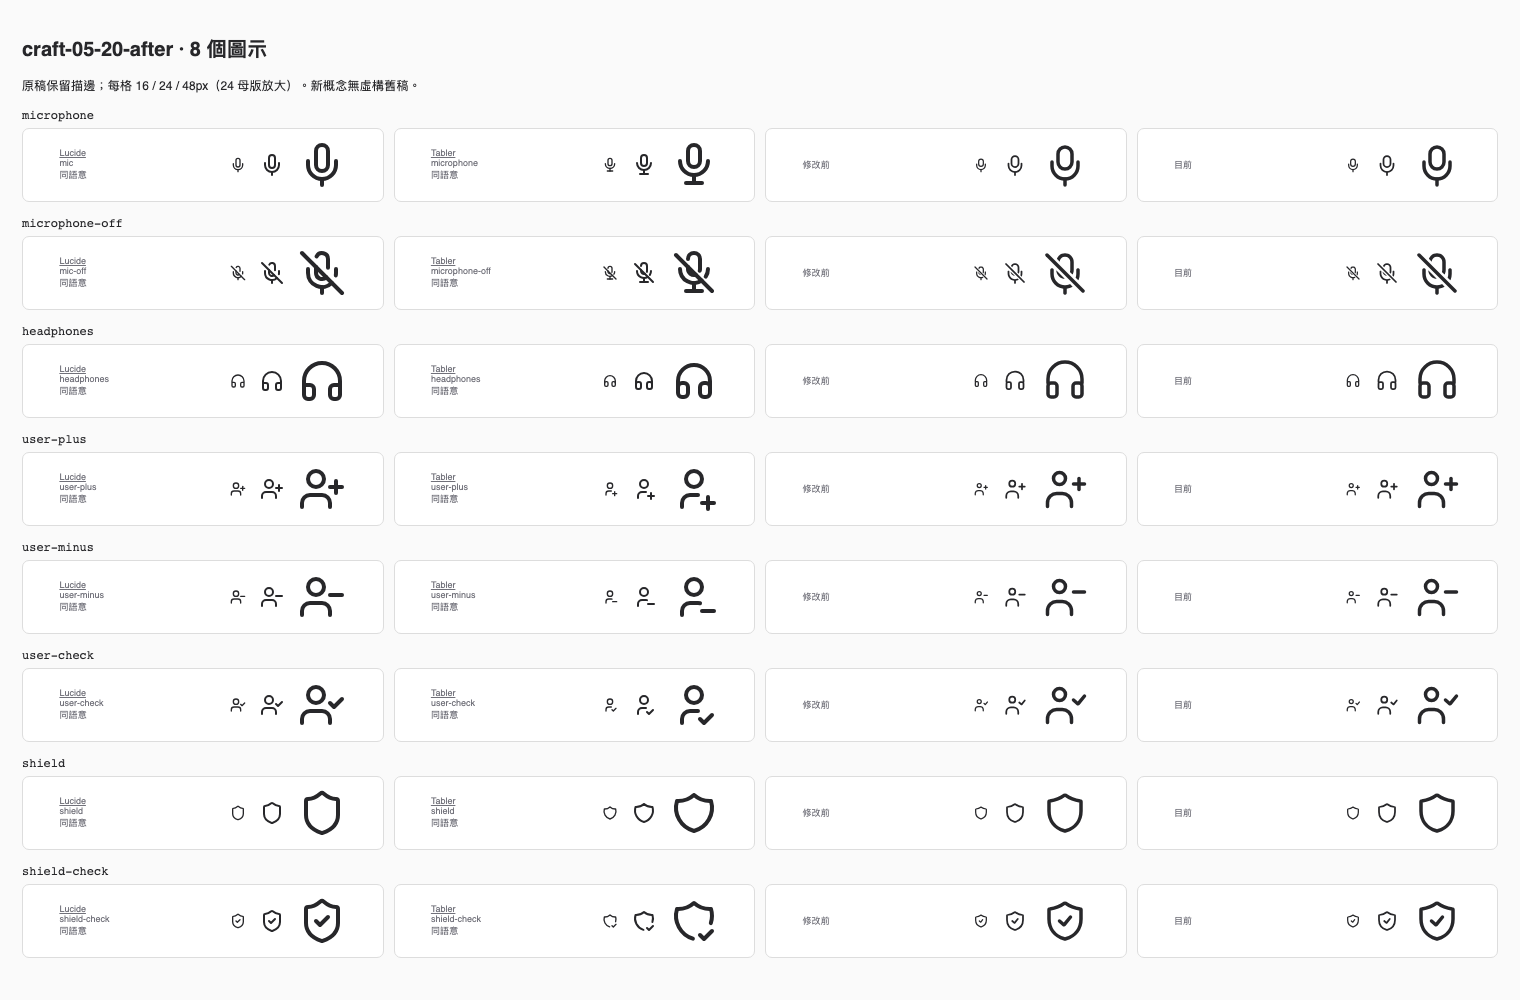 craft-05-20-after · 8 個圖示
原稿保留描邊；每格 16 / 24 / 48px（24 母版放大）。新概念無虛構舊稿。
microphone
Lucide
mic
同語意
Tabler
microphone
同語意
修改前
目前
microphone-off
Lucide
mic-off
同語意
Tabler
microphone-off
同語意
修改前
目前
headphones
Lucide
headphones
同語意
Tabler
headphones
同語意
修改前
目前
user-plus
Lucide
user-plus
同語意
Tabler
user-plus
同語意
修改前
目前
user-minus
Lucide
user-minus
同語意
Tabler
user-minus
同語意
修改前
目前
user-check
Lucide
user-check
同語意
Tabler
user-check
同語意
修改前
目前
shield
Lucide
shield
同語意
Tabler
shield
同語意
修改前
目前
shield-check
Lucide
shield-check
同語意
Tabler
shield-check
同語意
修改前
目前